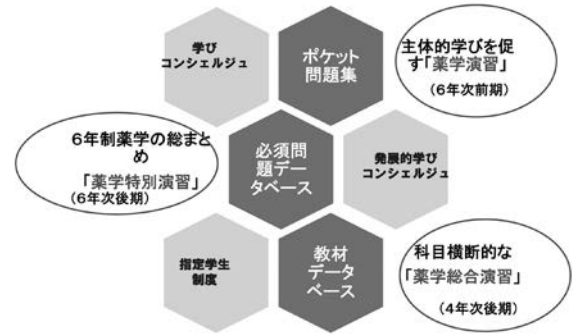 学び
コンシェルジュ
ポケット
問題集
主体的学びを促
す「薬学演習」
(6年次前期)
6年制薬学の総まと
め
「薬学特別演習」
(6年次後期)
必須問
題デー
タベース
発展的学び
コンシェルジュ
指定学生
制度
教材
データ
ベース
科目横断的な
「薬学総合演習」
(4年次後期)